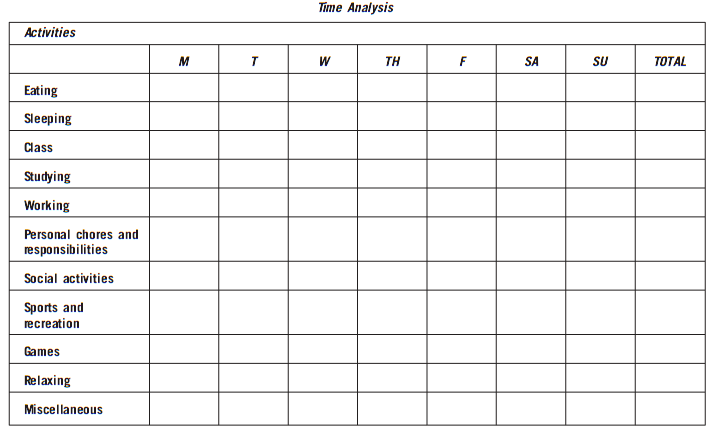 Time Analysis
Activities
M T W TH F SA SU TOTAL
Eating
Sleeping
Class
Studying
Working
Personal chores and
responsibilities
Social activities
Sports and
recreation
Games
Relaxing
Miscellaneous